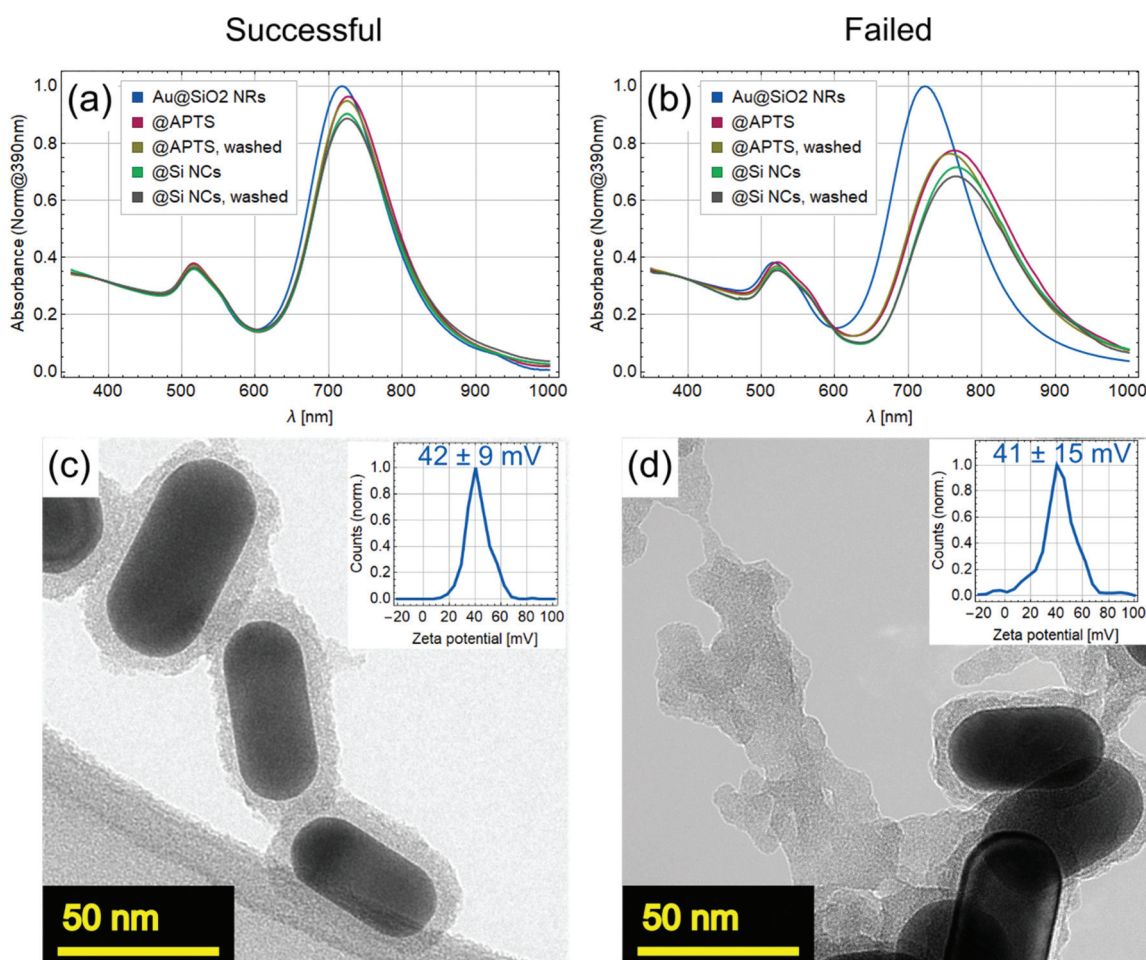 Successful
Failed
(a)
Au@SiO2 NRs
@APTS
@APTS, washed
@Si NCs
@Si NCs, washed
Absorbance (Norm@390nm)
1.0
0.8
0.6
0.4
0.2
0.0
400 500 600 700 800 900 1000
λ [nm]
(b)
Au@SiO2 NRs
@APTS
@APTS, washed
@Si NCs
@Si NCs, washed
Absorbance (Norm@390nm)
1.0
0.8
0.6
0.4
0.2
0.0
400 500 600 700 800 900 1000
λ [nm]
(c)
42 ± 9 mV
Counts (norm.)
1.0
0.8
0.6
0.4
0.2
0.0
−20 0 20 40 60 80 100
Zeta potential [mV]
50 nm
(d)
41 ± 15 mV
Counts (norm.)
1.0
0.8
0.6
0.4
0.2
0.0
−20 0 20 40 60 80 100
Zeta potential [mV]
50 nm